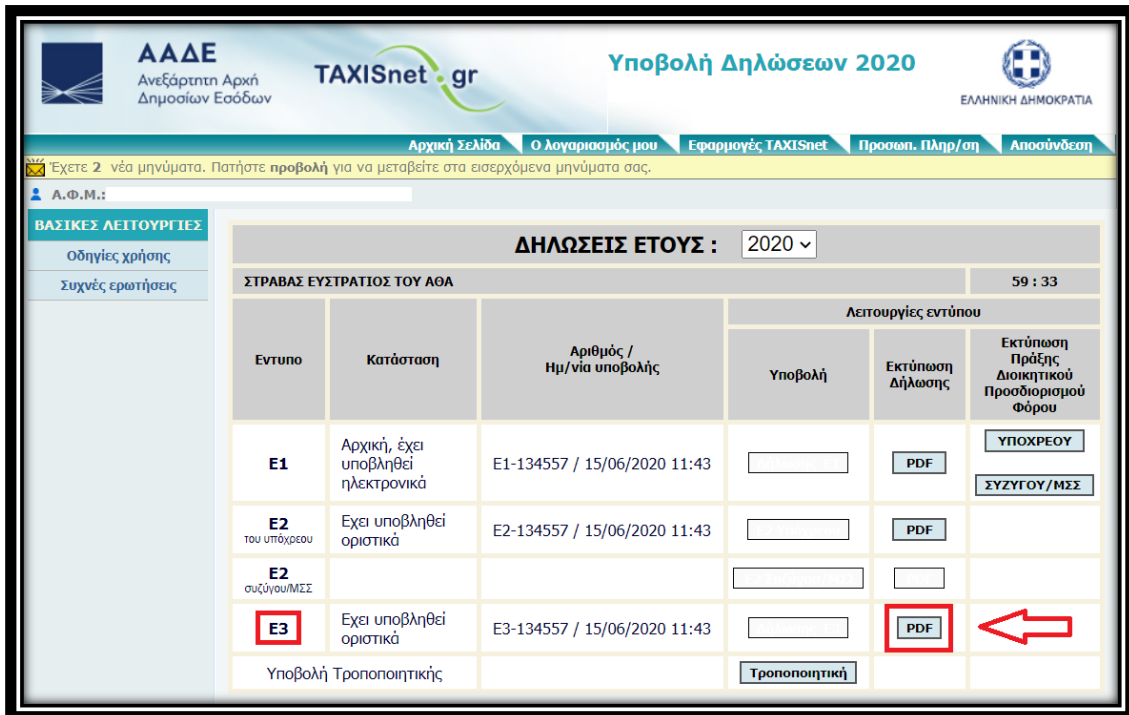 ΑΑΔΕ
Ανεξάρτητη Αρχή
Δημοσίων Εσόδων
TAXISnet.gr
Υποβολή Δηλώσεων 2020
ΕΛΛΗΝΙΚΗ ΔΗΜΟΚΡΑΤΙΑ
Αρχική Σελίδα Ο λογαριασμός μου Εφαρμογές TAXISnet Προσωπ. Πληρ/ση Αποσύνδεση
Έχετε 2 νέα μηνύματα. Πατήστε προβολή για να μεταβείτε στα εισερχόμενα μηνύματα σας.
Α.Φ.Μ.:
ΒΑΣΙΚΕΣ ΛΕΙΤΟΥΡΓΙΕΣ
Οδηγίες χρήσης
Συχνές ερωτήσεις
ΔΗΛΩΣΕΙΣ ΕΤΟΥΣ : 2020
ΣΤΡΑΒΑΣ ΕΥΣΤΡΑΤΙΟΣ ΤΟΥ ΑΘΑ 59 : 33
Λειτουργίες εντύπου
Εντυπο
Κατάσταση
Αριθμός /
Ημ/νία υποβολής
Υποβολή
Εκτύπωση
Δήλωσης
Εκτύπωση
Πράξης
Διοικητικού
Προσδιορισμού
Φόρου
Ε1
Αρχική, έχει
υποβληθεί
ηλεκτρονικά
Ε1-134557 / 15/06/2020 11:43
PDF
ΥΠΟΧΡΕΟΥ
ΣΥΖΥΓΟΥ/ΜΣΣ
Ε2
του υπόχρεου
Εχει υποβληθεί
οριστικά
Ε2-134557 / 15/06/2020 11:43
PDF
Ε2
συζύγου/ΜΣΣ
Ε3
Εχει υποβληθεί
οριστικά
Ε3-134557 / 15/06/2020 11:43
PDF
Υποβολή Τροποποιητικής
Τροποποιητική